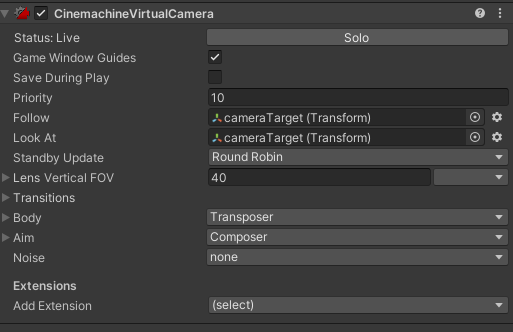 CinemachineVirtualCamera
Status: Live Solo
Game Window Guides
Save During Play
Priority 10
Follow cameraTarget (Transform)
Look At cameraTarget (Transform)
Standby Update Round Robin
Lens Vertical FOV 40
Transitions
Body Transposer
Aim Composer
Noise none
Extensions
Add Extension (select)